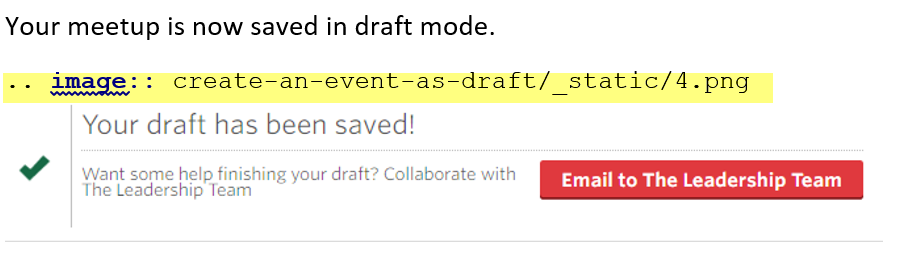 Your meetup is now saved in draft mode.
.. image:: create-an-event-as-draft/_static/4.png
Your draft has been saved!
Want some help finishing your draft? Collaborate with
The Leadership Team
Email to The Leadership Team